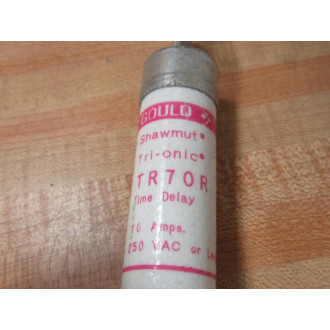 GOULD
Shawmut®
Tri-onic®
TR70R
Time Delay
70 Amps.
250 VAC or